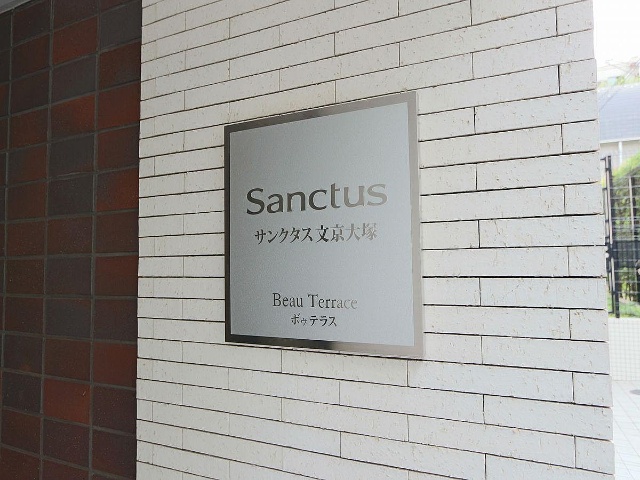 Sanctus
サンクタス文京大塚
Beau Terrace
ボゥテラス